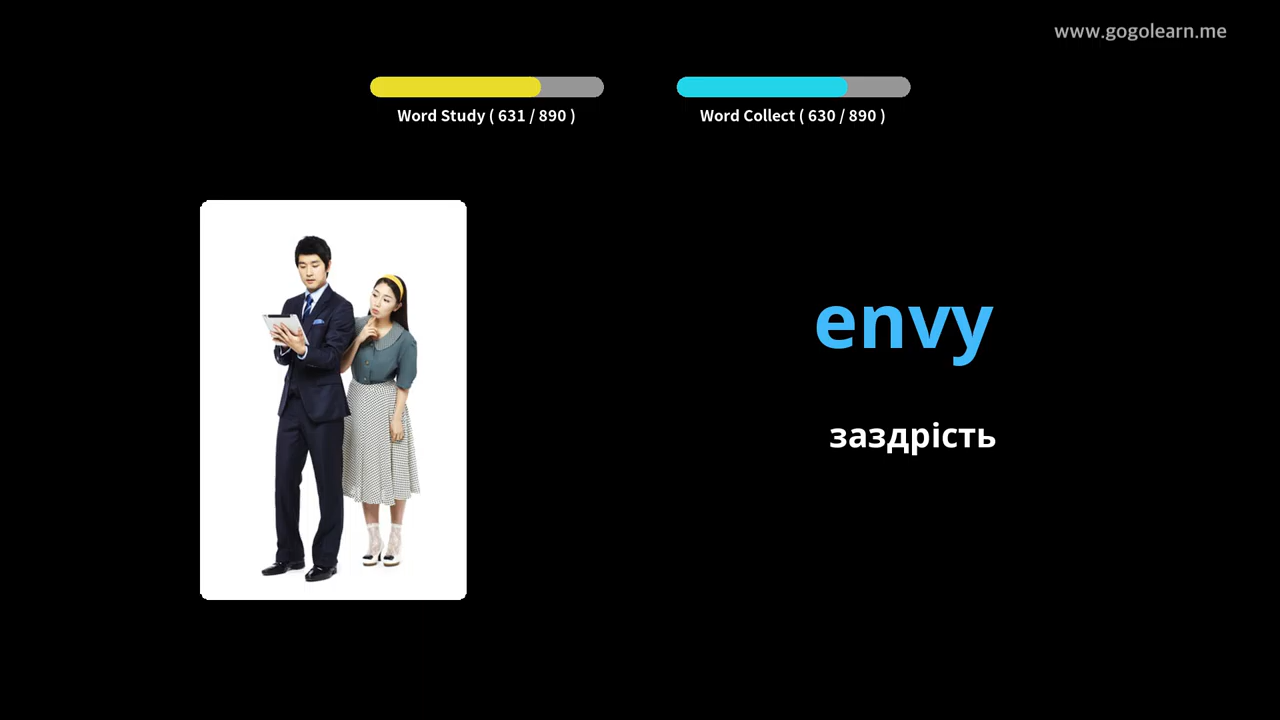 www.gogolearn.me
Word Study ( 631 / 890 )
Word Collect ( 630 / 890 )
envy
заздрість